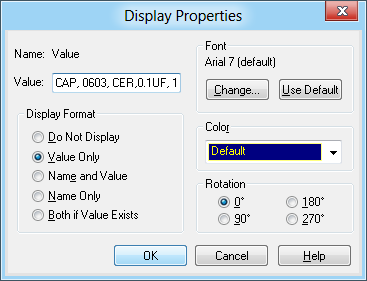 Display Properties
Name: Value
Value: CAP, 0603, CER,0.1UF, 1
Font
Arial 7 (default)
Change... Use Default
Display Format
Do Not Display
Value Only
Name and Value
Name Only
Both if Value Exists
Color
Default
Rotation
0° 180°
90° 270°
OK Cancel Help